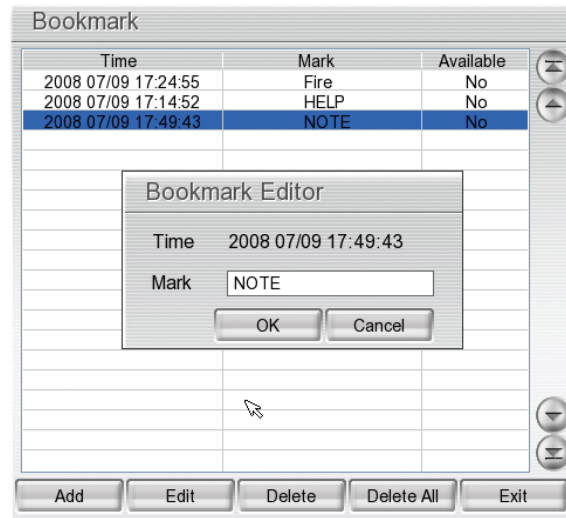 Bookmark
Time Mark Available
2008 07/09 17:24:55 Fire No
2008 07/09 17:14:52 HELP No
2008 07/09 17:49:43 NOTE No
Bookmark Editor
Time 2008 07/09 17:49:43
Mark NOTE
OK Cancel
Add Edit Delete Delete All Exit